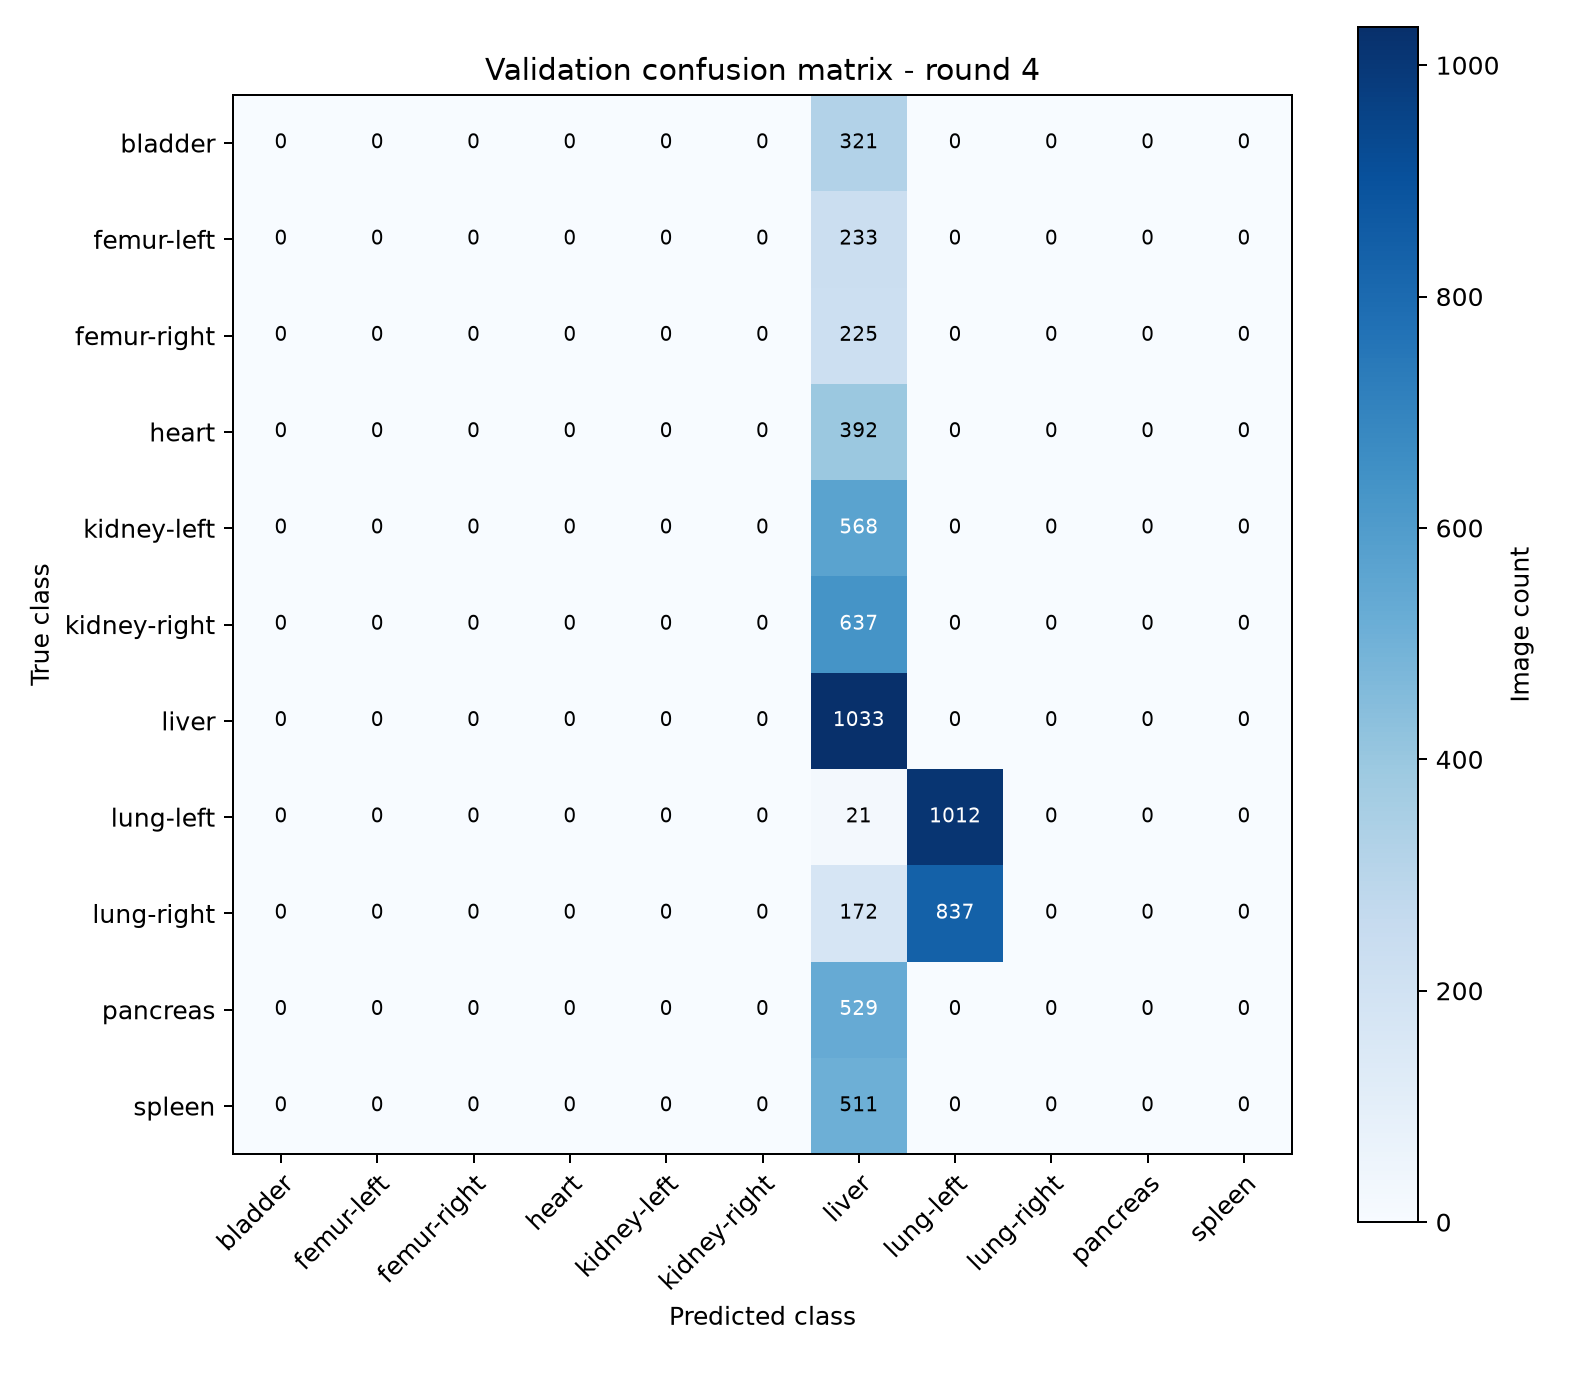 Validation confusion matrix - round 4
bladder 0 0 0 0 0 0 321 0 0 0 0
femur-left 0 0 0 0 0 0 233 0 0 0 0
femur-right 0 0 0 0 0 0 225 0 0 0 0
heart 0 0 0 0 0 0 392 0 0 0 0
kidney-left 0 0 0 0 0 0 568 0 0 0 0
kidney-right 0 0 0 0 0 0 637 0 0 0 0
liver 0 0 0 0 0 0 1033 0 0 0 0
lung-left 0 0 0 0 0 0 21 1012 0 0 0
lung-right 0 0 0 0 0 0 172 837 0 0 0
pancreas 0 0 0 0 0 0 529 0 0 0 0
spleen 0 0 0 0 0 0 511 0 0 0 0
bladder femur-left femur-right heart kidney-left kidney-right liver lung-left lung-right pancreas spleen
Predicted class
True class
1000
800
600
400
200
0
Image count